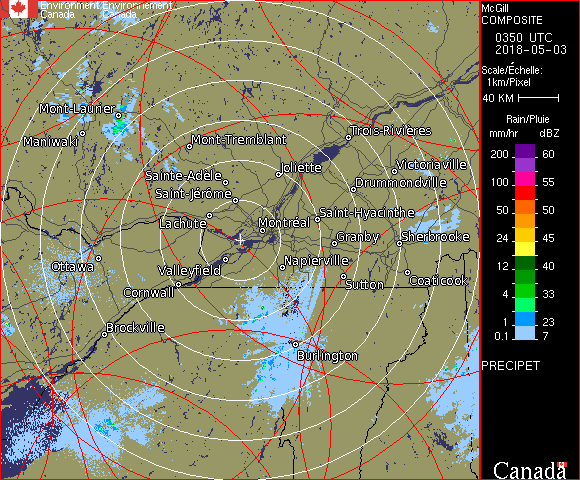 Environment Environnement
Canada Canada
McGill
COMPOSITE
0350 UTC
2018-05-03
Scale/Échelle:
1km/Pixel
40 KM
Rain/Pluie
mm/hr dBZ
200 60
150 57
100 55
50 50
24 45
12 40
4 33
1 23
0.1 7
PRECIPET
Canada
Mont-Laurier
Maniwaki
Mont-Tremblant
Trois-Rivières
Sainte-Adèle
Joliette
Victoriaville
Drummondville
Saint-Jérôme
Lachute
Montréal
Saint-Hyacinthe
Granby
Sherbrooke
Ottawa
Valleyfield
Napierville
Cornwall
Sutton
Coaticook
Brockville
Burlington